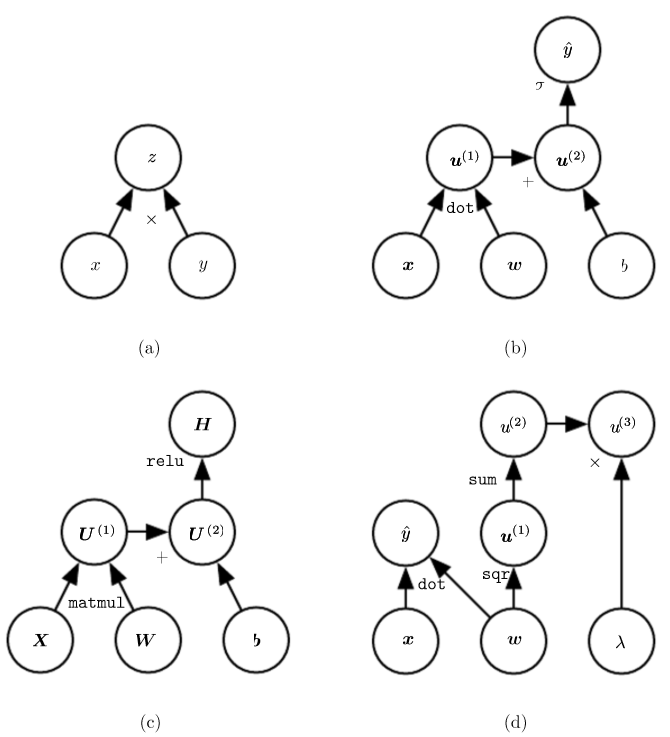 z
×
x y
(a)
ŷ
σ
u(1) u(2)
+
dot
x w b
(b)
H
relu
U(1) U(2)
+
matmul
X W b
(c)
u(2) u(3)
×
sum
ŷ u(1)
dot sqr
x w λ
(d)